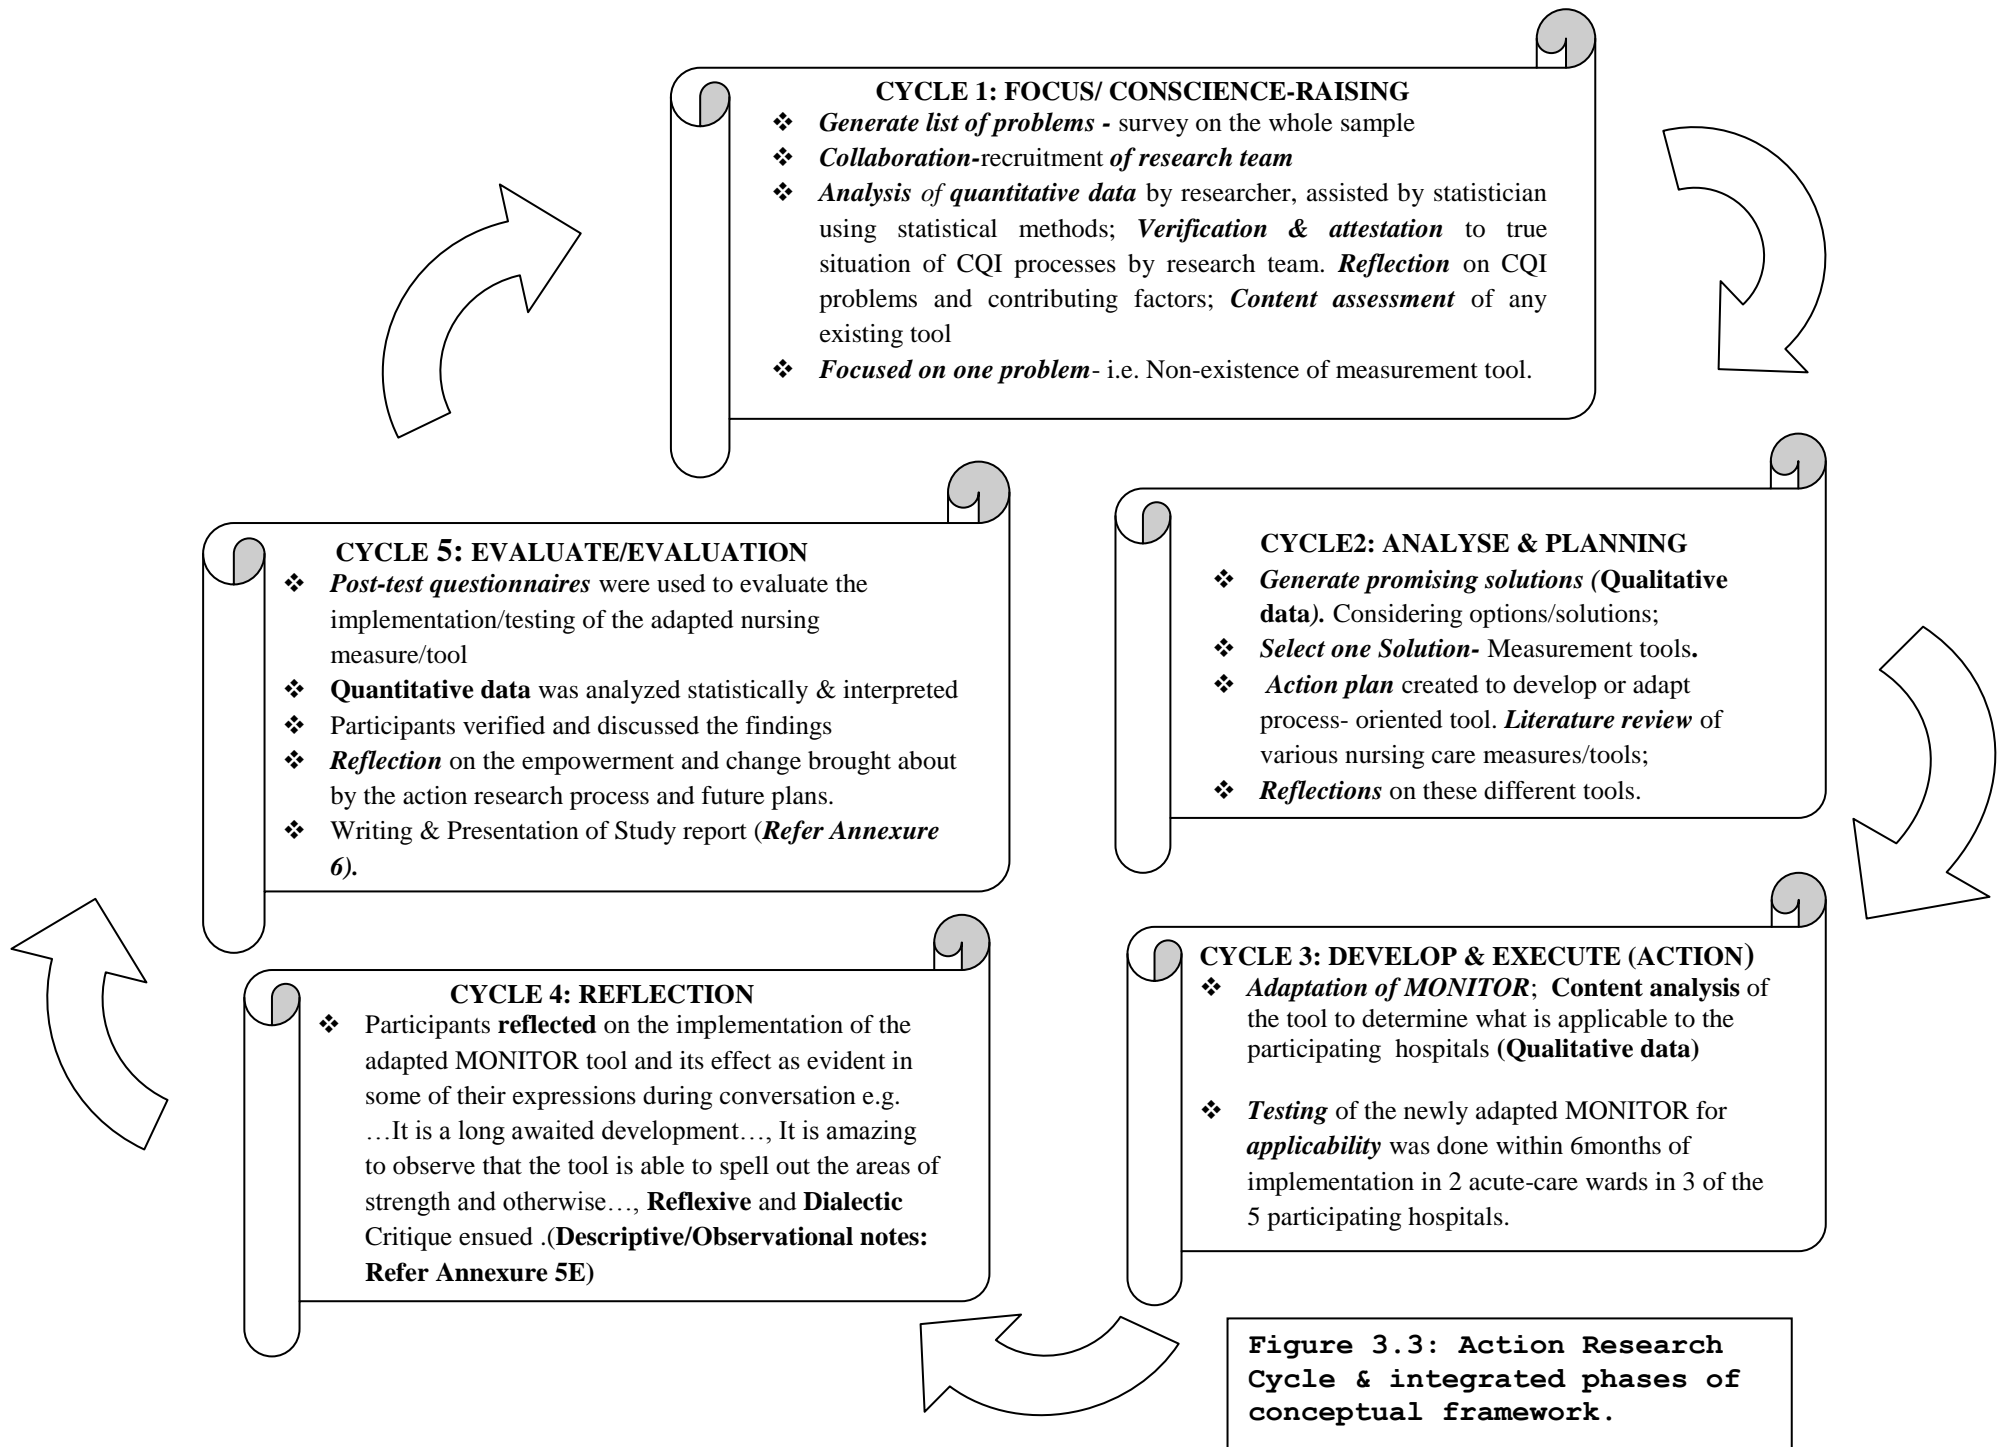 CYCLE 1: FOCUS/ CONSCIENCE-RAISING
❖ Generate list of problems - survey on the whole sample
❖ Collaboration-recruitment of research team
❖ Analysis of quantitative data by researcher, assisted by statistician
using statistical methods; Verification & attestation to true
situation of CQI processes by research team. Reflection on CQI
problems and contributing factors; Content assessment of any
existing tool
❖ Focused on one problem- i.e. Non-existence of measurement tool.
CYCLE2: ANALYSE & PLANNING
❖ Generate promising solutions (Qualitative
data). Considering options/solutions;
❖ Select one Solution- Measurement tools.
❖ Action plan created to develop or adapt
process- oriented tool. Literature review of
various nursing care measures/tools;
❖ Reflections on these different tools.
CYCLE 3: DEVELOP & EXECUTE (ACTION)
❖ Adaptation of MONITOR; Content analysis of
the tool to determine what is applicable to the
participating hospitals (Qualitative data)
❖ Testing of the newly adapted MONITOR for
applicability was done within 6months of
implementation in 2 acute-care wards in 3 of the
5 participating hospitals.
CYCLE 4: REFLECTION
❖ Participants reflected on the implementation of the
adapted MONITOR tool and its effect as evident in
some of their expressions during conversation e.g.
…It is a long awaited development…, It is amazing
to observe that the tool is able to spell out the areas of
strength and otherwise…, Reflexive and Dialectic
Critique ensued .(Descriptive/Observational notes:
Refer Annexure 5E)
CYCLE 5: EVALUATE/EVALUATION
❖ Post-test questionnaires were used to evaluate the
implementation/testing of the adapted nursing
measure/tool
❖ Quantitative data was analyzed statistically & interpreted
❖ Participants verified and discussed the findings
❖ Reflection on the empowerment and change brought about
by the action research process and future plans.
❖ Writing & Presentation of Study report (Refer Annexure
6).
Figure 3.3: Action Research
Cycle & integrated phases of
conceptual framework.